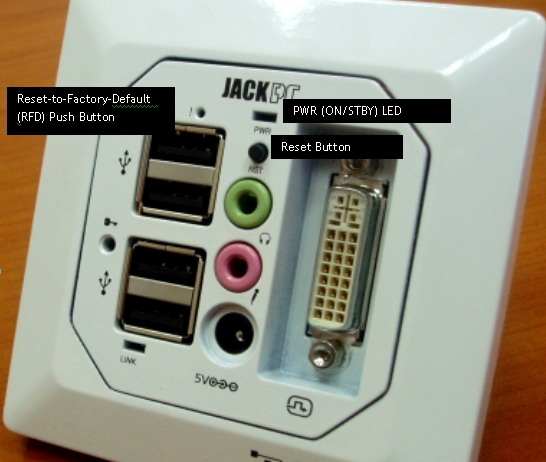 JACKPC
Reset-to-Factory-Default
(RFD) Push Button
!
PWR (ON/STBY) LED
PWR
Reset Button
RST
LINK
5V